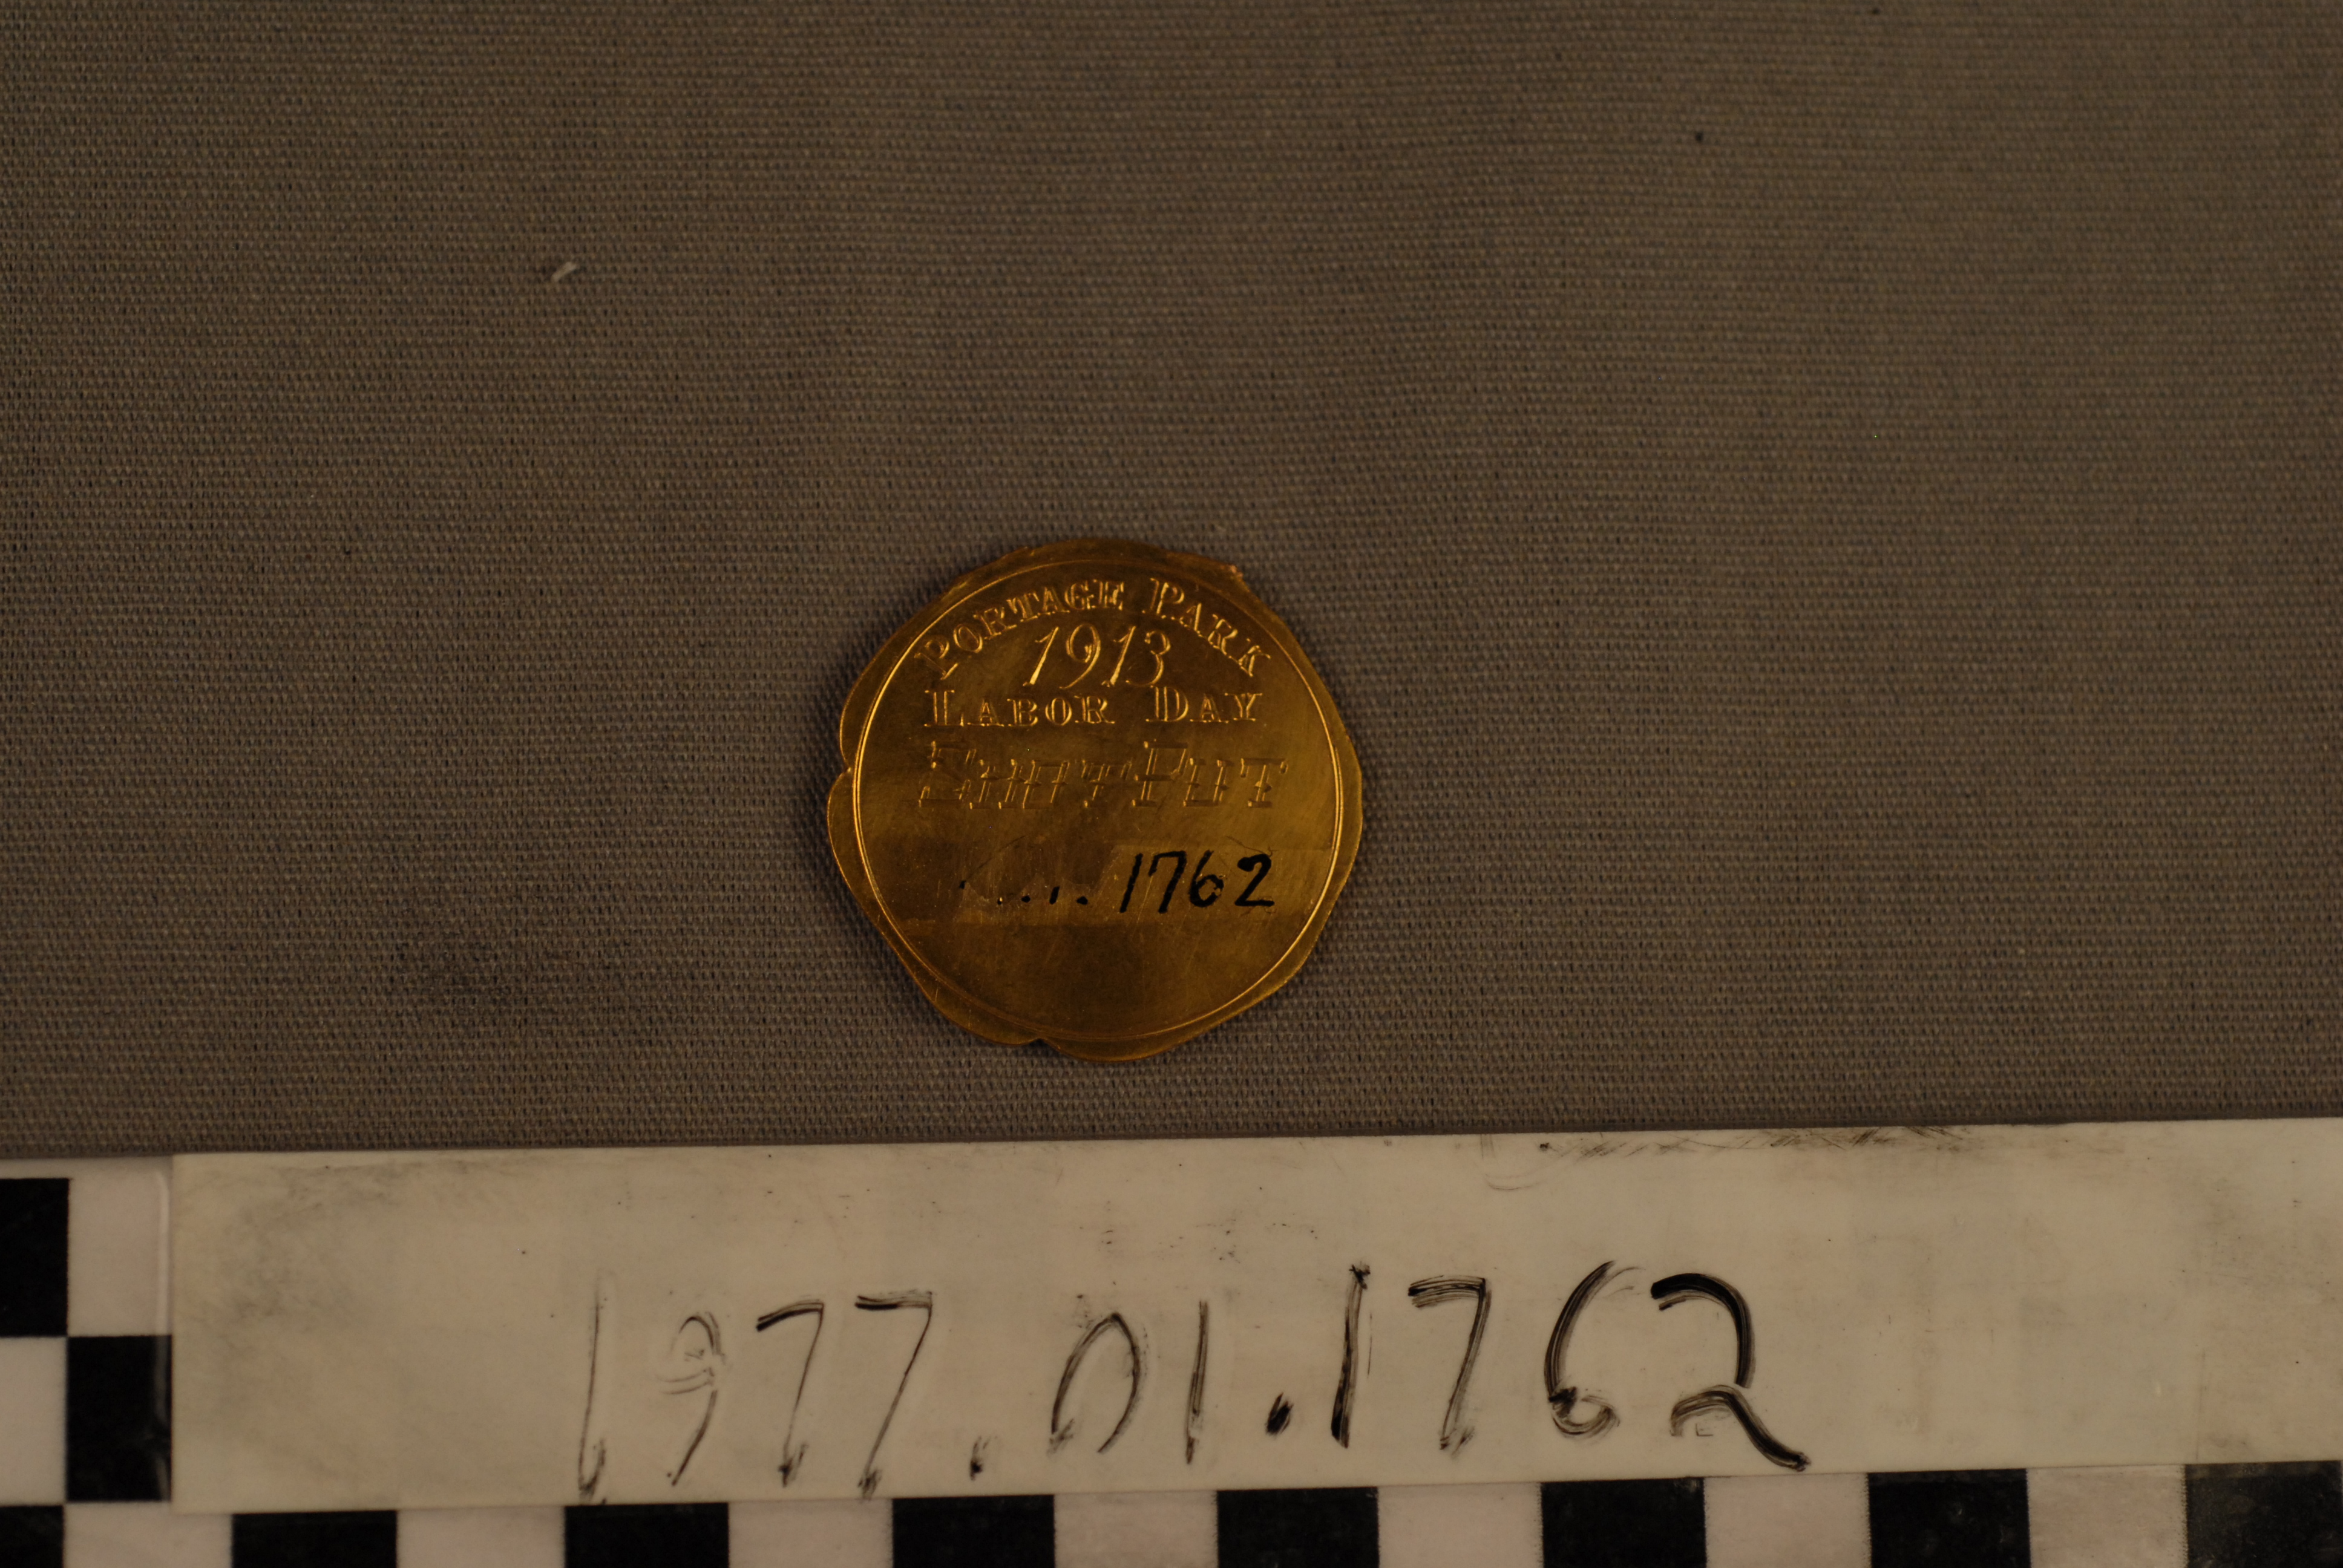 PORTAGE PARK
1913
LABOR DAY
SHOT PUT
1762
1977.01.1762